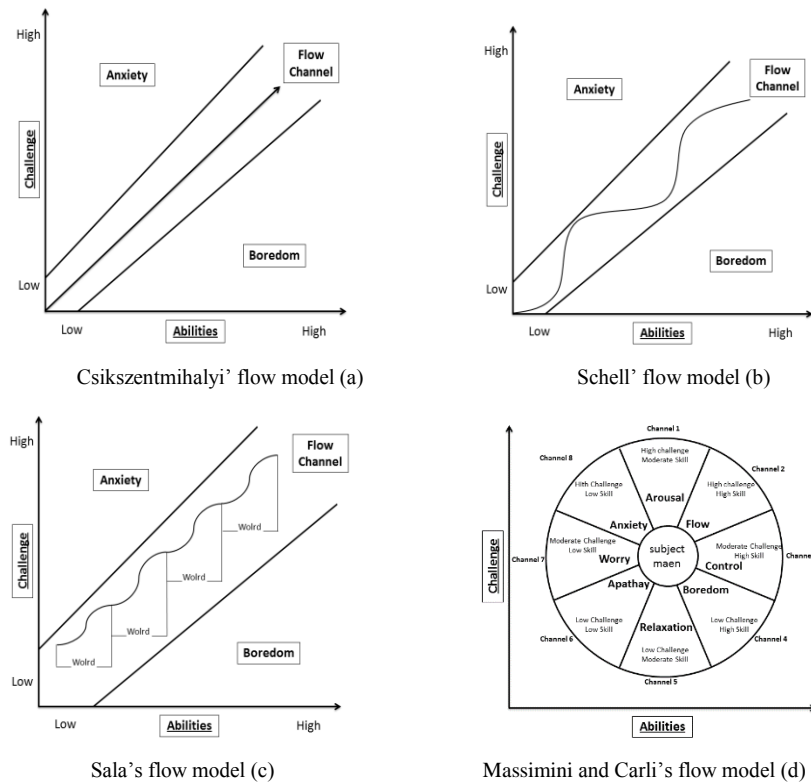 High
Anxiety
Flow
Channel
Challenge
Boredom
Low
Low
Abilities
High
Csikszentmihalyi’ flow model (a)
High
Anxiety
Flow
Channel
Challenge
Boredom
Low
Low
Abilities
High
Schell’ flow model (b)
High
Anxiety
Flow
Channel
Challenge
Wolrd
Wolrd
Wolrd
Wolrd
Boredom
Low
Low
Abilities
High
Sala’s flow model (c)
Challenge
Channel 1
High challenge
Moderate Skill
Arousal
Channel 2
High challenge
High Skill
Flow
Channel
Moderate Challenge
High Skill
Control
Channel 4
Low Challenge
High Skill
Boredom
Channel 5
Relaxation
Low Challenge
Moderate Skill
Channel 6
Apathay
Low Challenge
Low Skill
Channel 7
Moderate Challenge
Low Skill
Worry
Channel 8
Hith Challenge
Low Skill
Anxiety
subject
maen
Abilities
Massimini and Carli’s flow model (d)